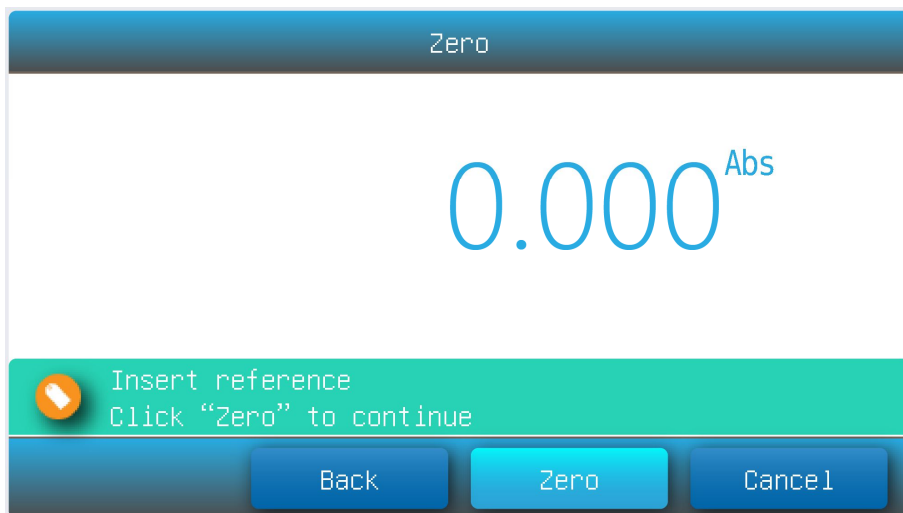 Zero
0.000 Abs
Insert reference
Click “Zero” to continue
Back Zero Cancel